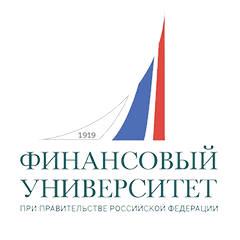 1919
ФИНАНСОВЫЙ
УНИВЕРСИТЕТ
ПРИ ПРАВИТЕЛЬСТВЕ РОССИЙСКОЙ ФЕДЕРАЦИИ